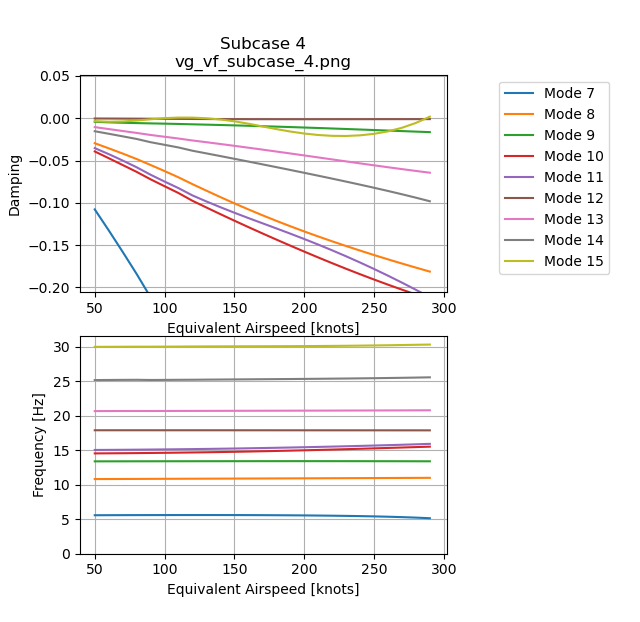 Subcase 4
vg_vf_subcase_4.png
0.05
0.00
−0.05
−0.10
−0.15
−0.20
Damping
50 100 150 200 250 300
Equivalent Airspeed [knots]
Mode 7
Mode 8
Mode 9
Mode 10
Mode 11
Mode 12
Mode 13
Mode 14
Mode 15
30
25
20
15
10
5
0
Frequency [Hz]
50 100 150 200 250 300
Equivalent Airspeed [knots]